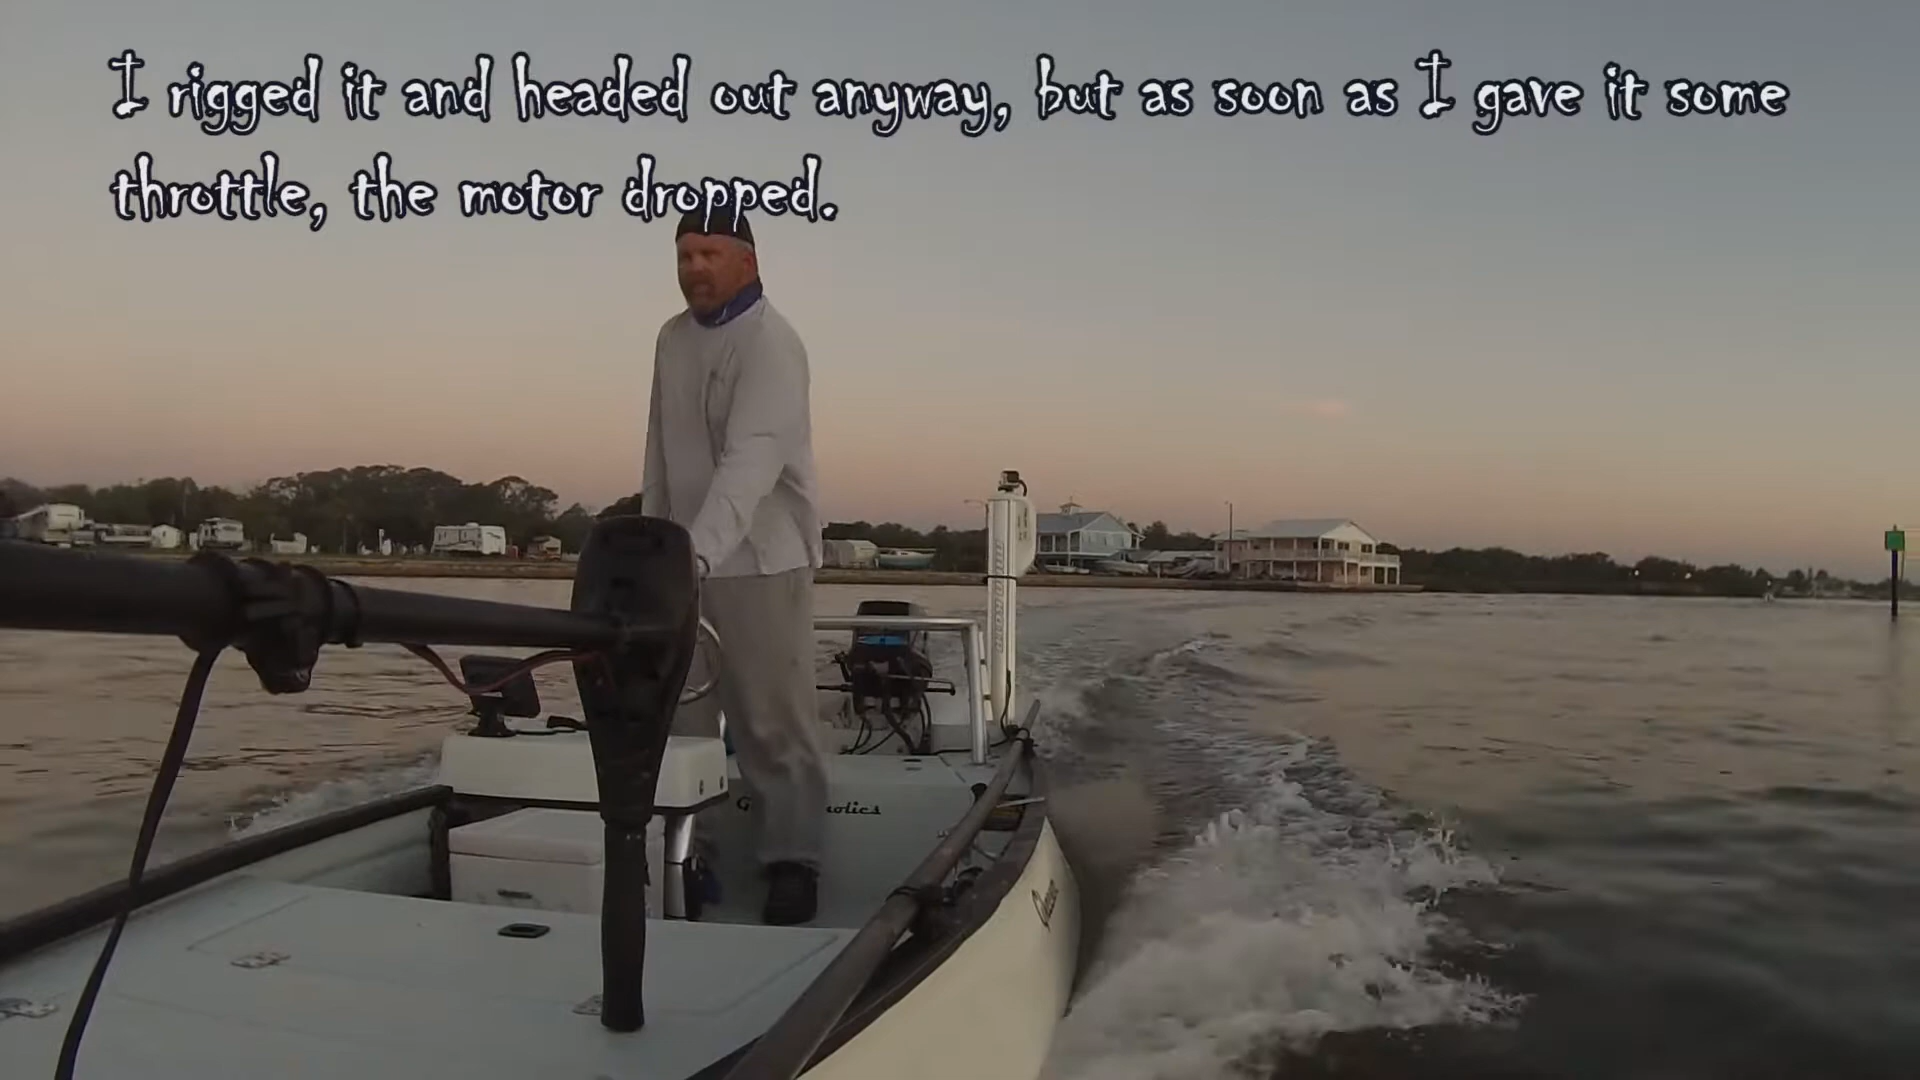 I rigged it and headed out anyway, but as soon as I gave it some
throttle, the motor dropped.